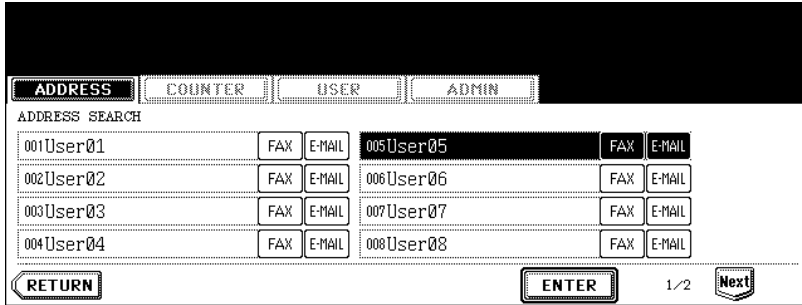 ADDRESS COUNTER USER ADMIN
ADDRESS SEARCH
001User01 FAX E-MAIL 005User05 FAX E-MAIL
002User02 FAX E-MAIL 006User06 FAX E-MAIL
003User03 FAX E-MAIL 007User07 FAX E-MAIL
004User04 FAX E-MAIL 008User08 FAX E-MAIL
RETURN ENTER 1/2 Next